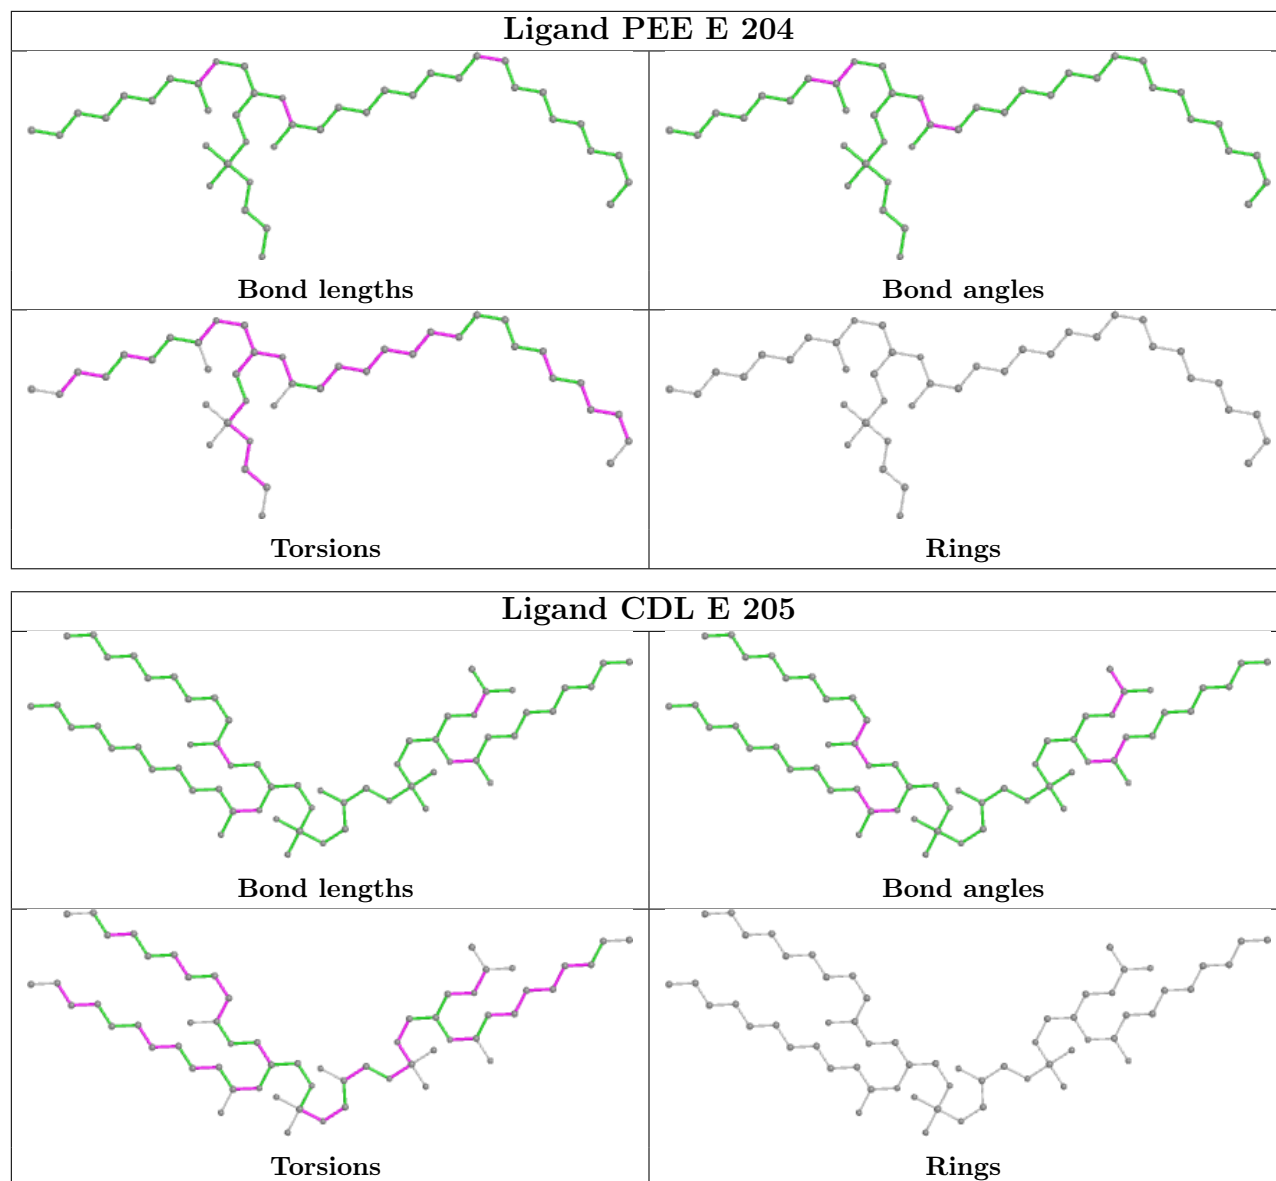 Ligand PEE E 204
Bond lengths
Bond angles
Torsions
Rings
Ligand CDL E 205
Bond lengths
Bond angles
Torsions
Rings